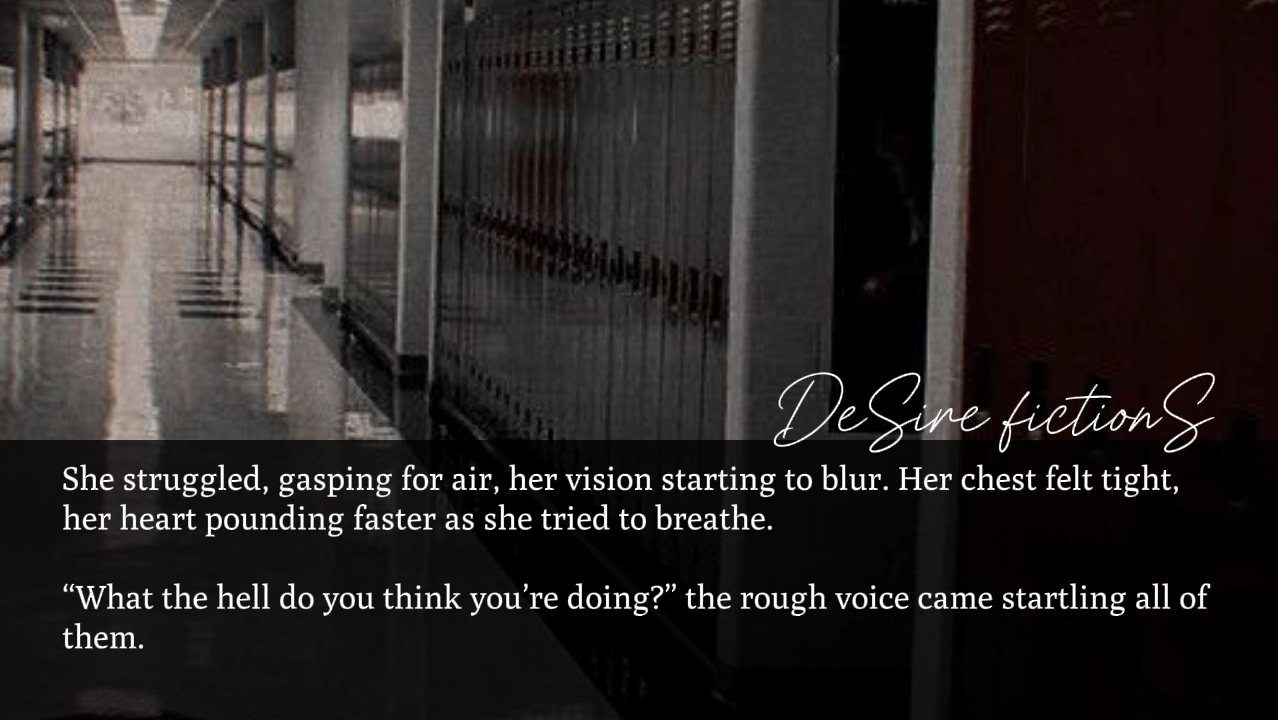 DeSire fictionS
She struggled, gasping for air, her vision starting to blur. Her chest felt tight,
her heart pounding faster as she tried to breathe.
“What the hell do you think you’re doing?” the rough voice came startling all of
them.